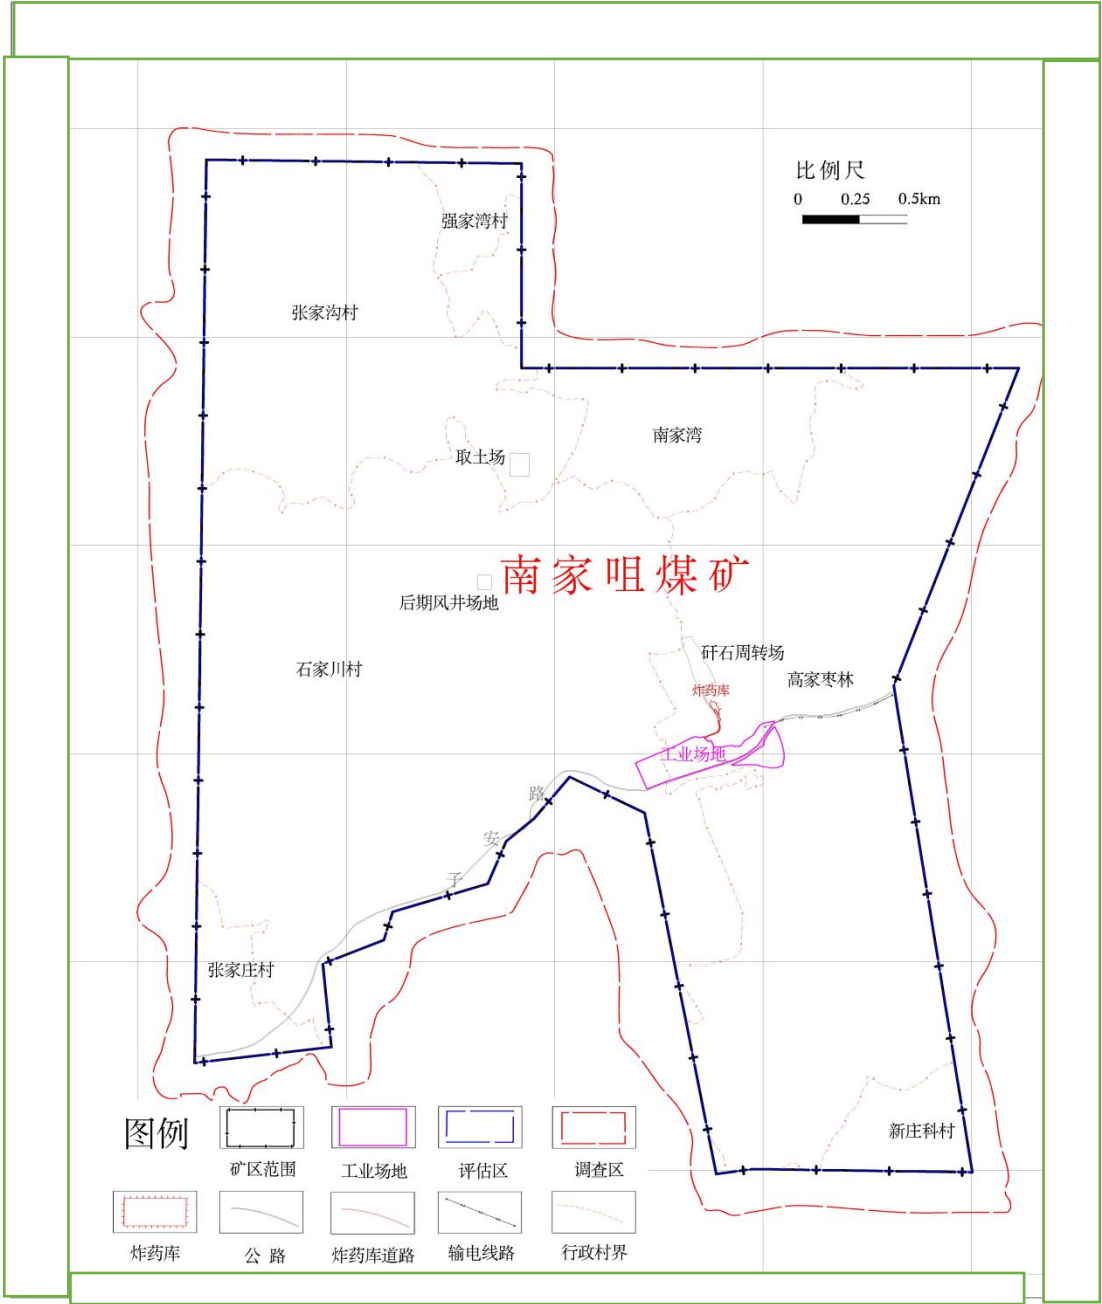 比例尺
0 0.25 0.5km
强家湾村
张家沟村
南家湾
取土场
南家咀煤矿
后期风井场地
矸石周转场
石家川村
高家枣林
炸药库
工业场地
路
安
子
张家庄村
新庄科村
图例
矿区范围 工业场地 评估区 调查区
炸药库 公路 炸药库道路 输电线路 行政村界